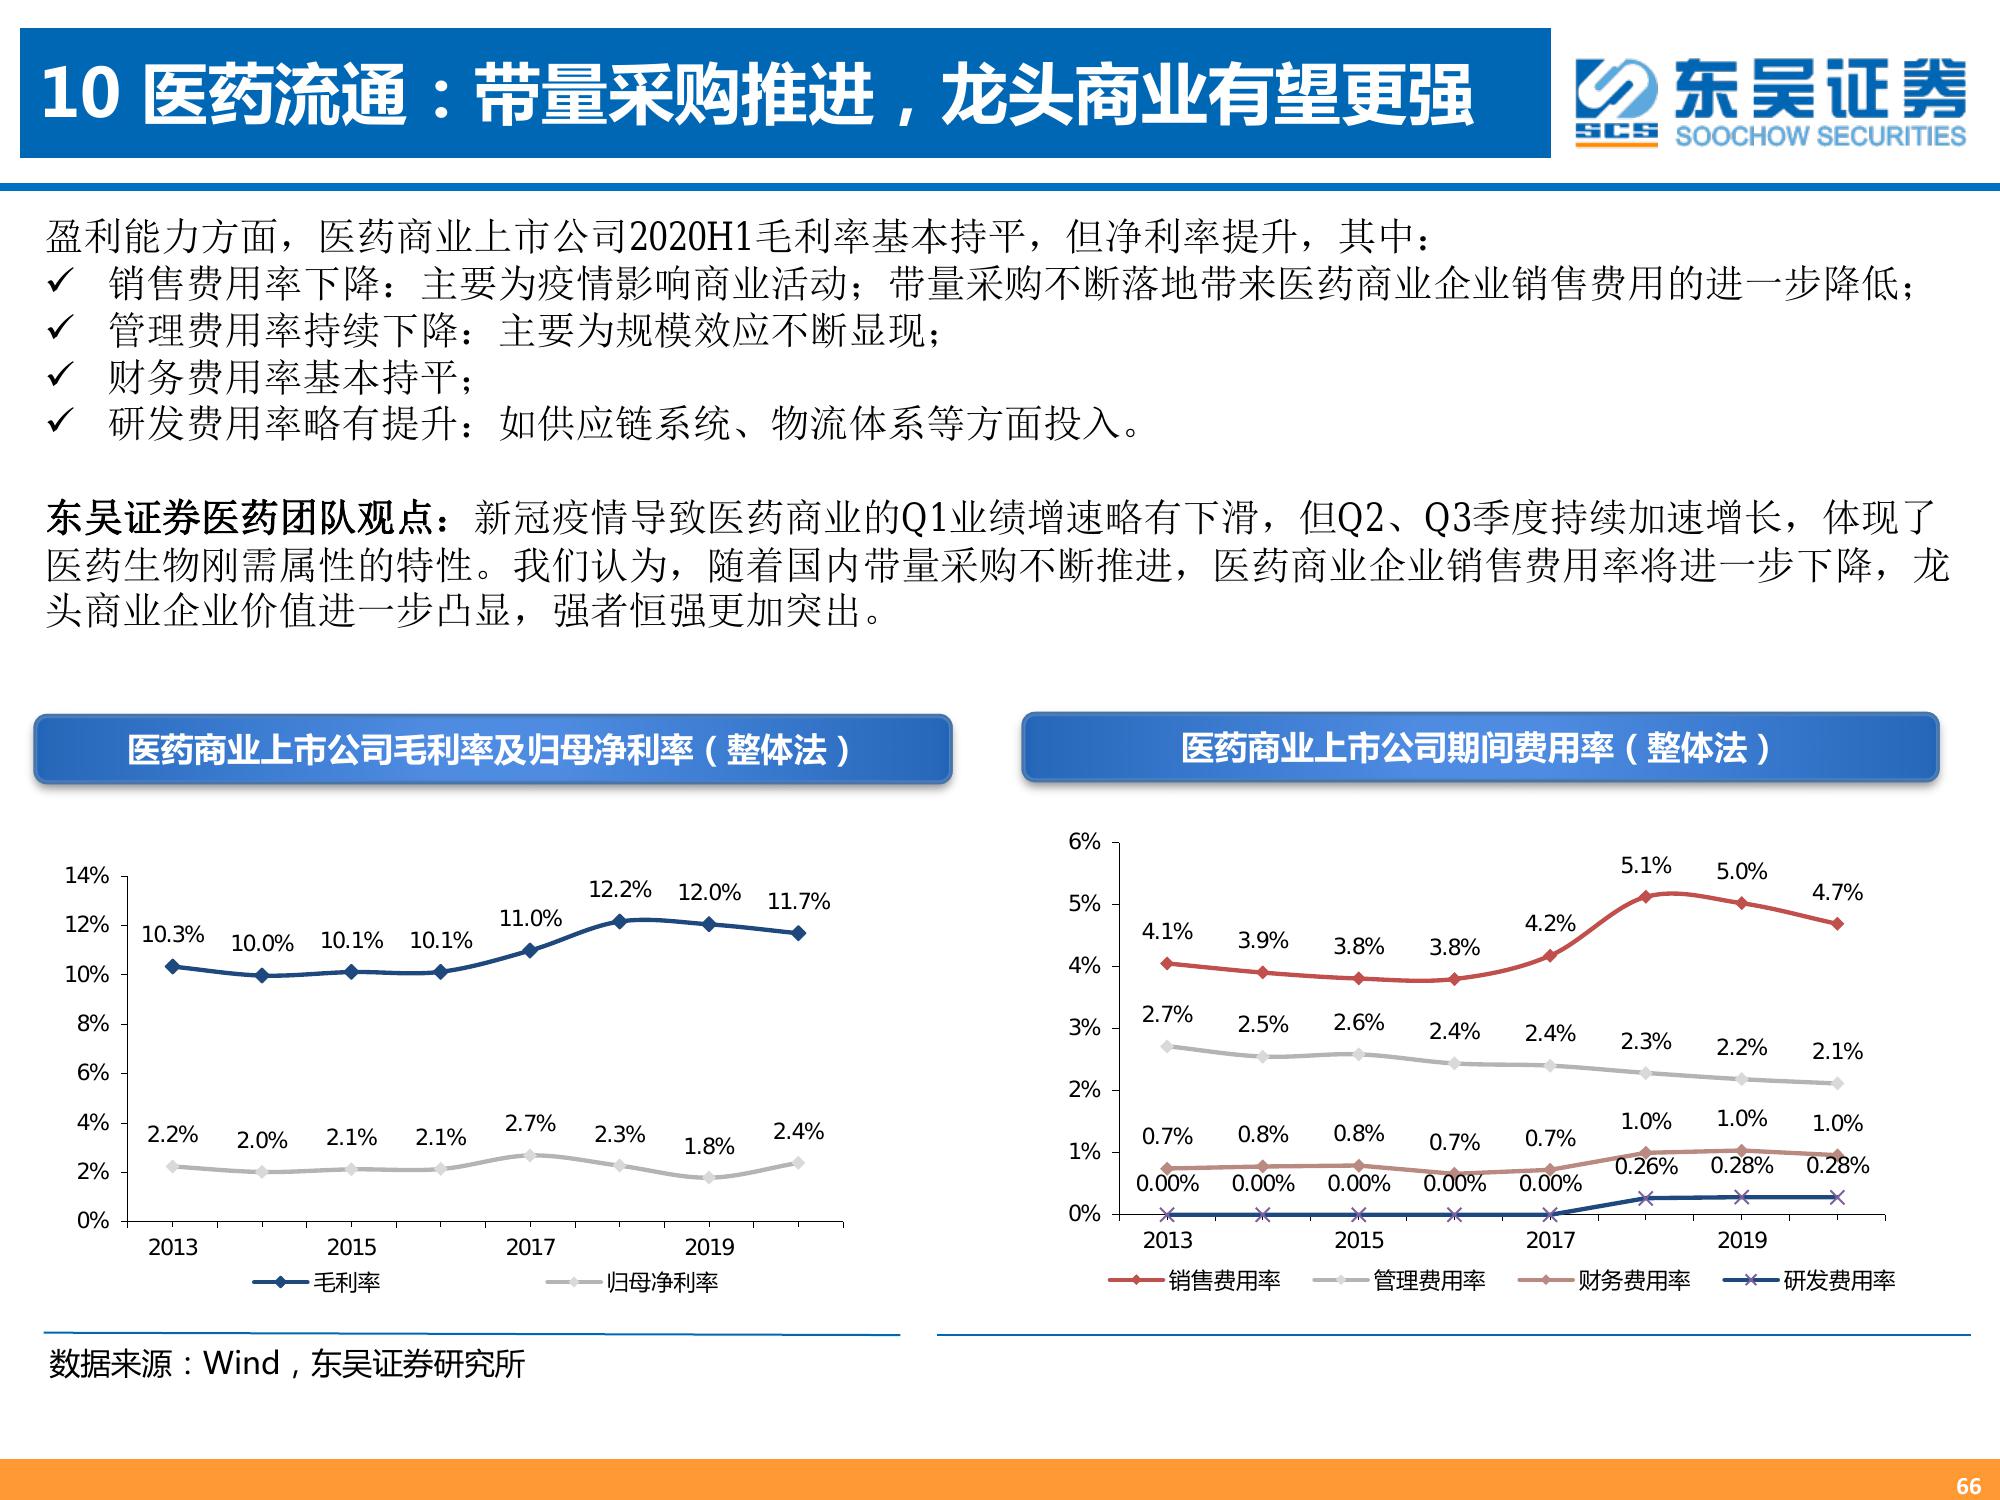 10 医药流通：带量采购推进，龙头商业有望更强
东吴证券
SCS
SOOCHOW SECURITIES
盈利能力方面，医药商业上市公司2020H1毛利率基本持平，但净利率提升，其中：
✓ 销售费用率下降：主要为疫情影响商业活动；带量采购不断落地带来医药商业企业销售费用的进一步降低；
✓ 管理费用率持续下降：主要为规模效应不断显现；
✓ 财务费用率基本持平；
✓ 研发费用率略有提升：如供应链系统、物流体系等方面投入。
东吴证券医药团队观点：新冠疫情导致医药商业的Q1业绩增速略有下滑，但Q2、Q3季度持续加速增长，体现了
医药生物刚需属性的特性。我们认为，随着国内带量采购不断推进，医药商业企业销售费用率将进一步下降，龙
头商业企业价值进一步凸显，强者恒强更加突出。
医药商业上市公司毛利率及归母净利率（整体法）
14%
12%
10%
8%
6%
4%
2%
0%
10.3% 10.0% 10.1% 10.1% 11.0% 12.2% 12.0% 11.7%
2.2% 2.0% 2.1% 2.1% 2.7% 2.3% 1.8% 2.4%
2013 2015 2017 2019
毛利率 归母净利率
医药商业上市公司期间费用率（整体法）
6%
5%
4%
3%
2%
1%
0%
4.1% 3.9% 3.8% 3.8% 4.2% 5.1% 5.0% 4.7%
2.7% 2.5% 2.6% 2.4% 2.4% 2.3% 2.2% 2.1%
0.7% 0.8% 0.8% 0.7% 0.7% 1.0% 1.0% 1.0%
0.00% 0.00% 0.00% 0.00% 0.00% 0.26% 0.28% 0.28%
2013 2015 2017 2019
销售费用率 管理费用率 财务费用率 研发费用率
数据来源：Wind，东吴证券研究所
66